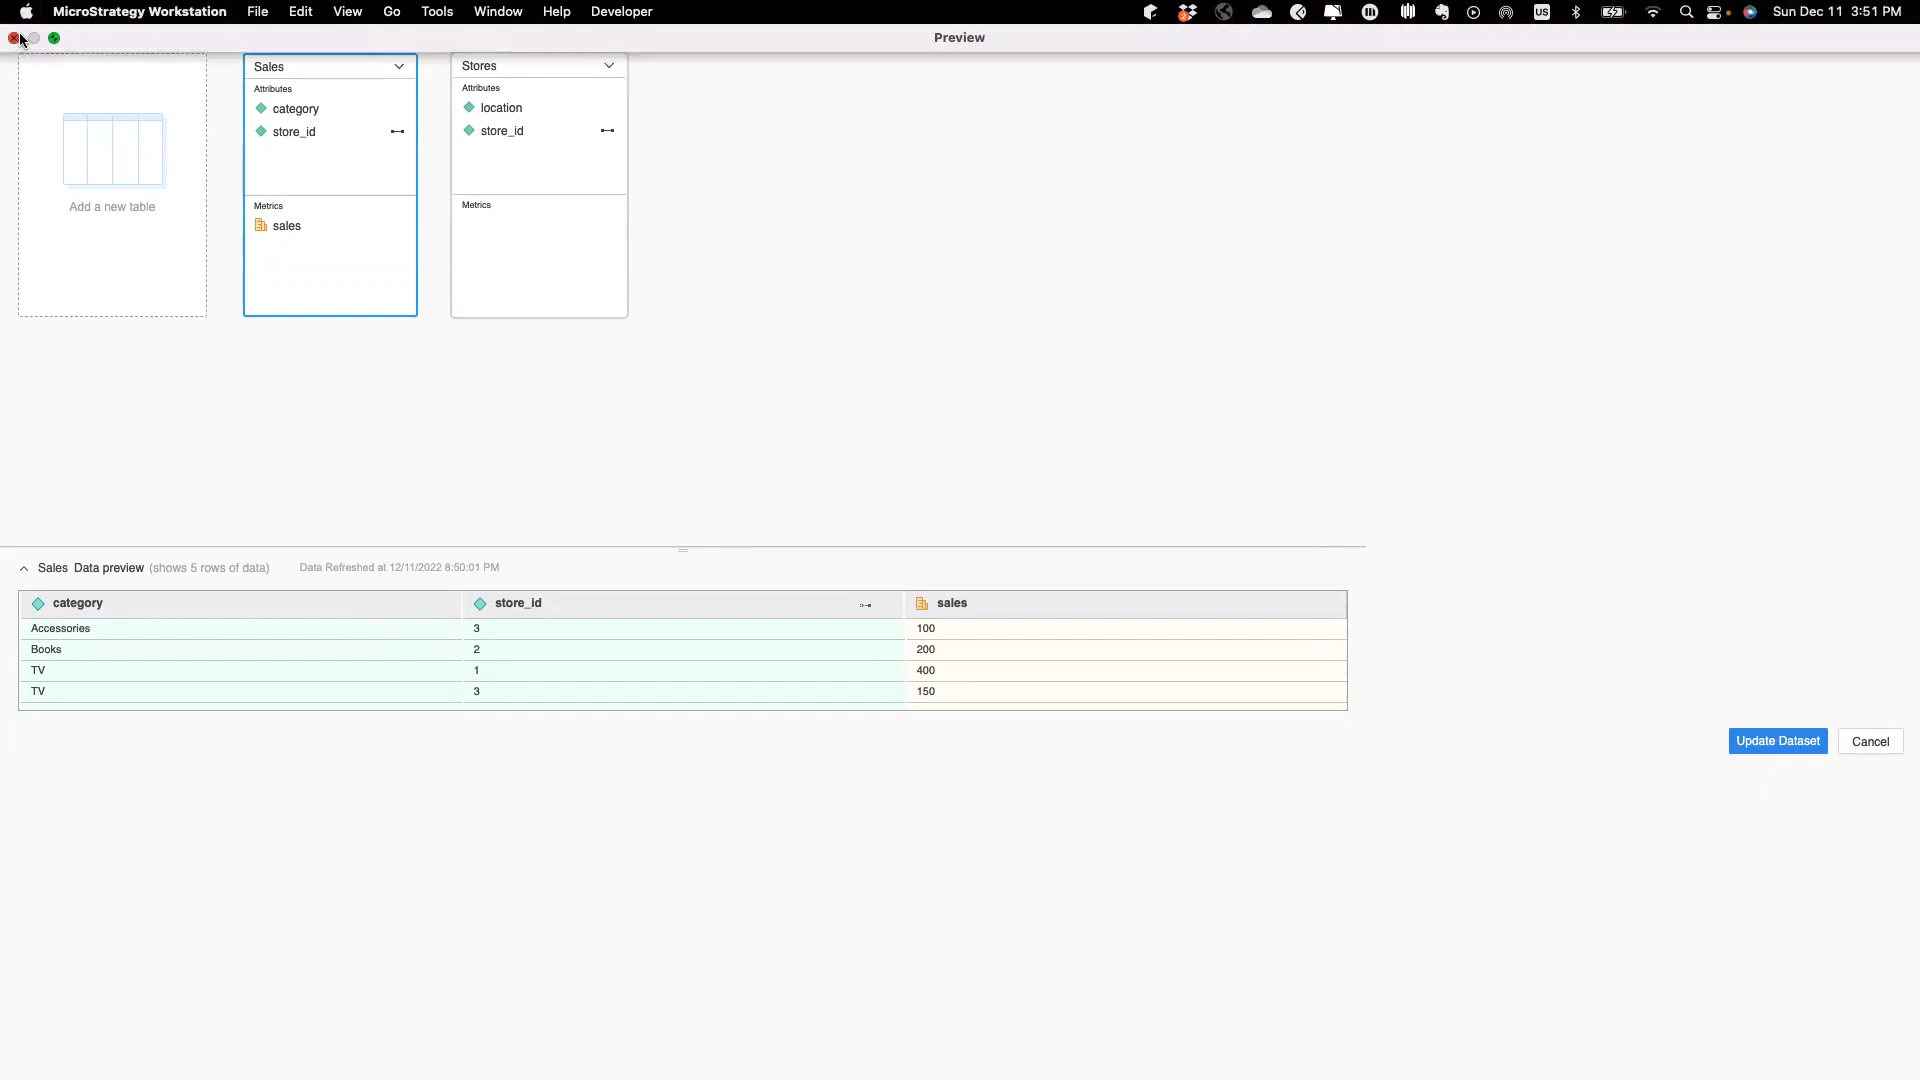 MicroStrategy Workstation File Edit View Go Tools Window Help Developer 2 US Sun Dec 11 3:51 PM
Preview
Add a new table
Sales
Attributes
category
store_id
Metrics
sales
Stores
Attributes
location
store_id
Metrics
Sales Data preview (shows 5 rows of data) Data Refreshed at 12/11/2022 8:50:01 PM
category store_id sales
Accessories 3 100
Books 2 200
TV 1 400
TV 3 150
Update Dataset Cancel